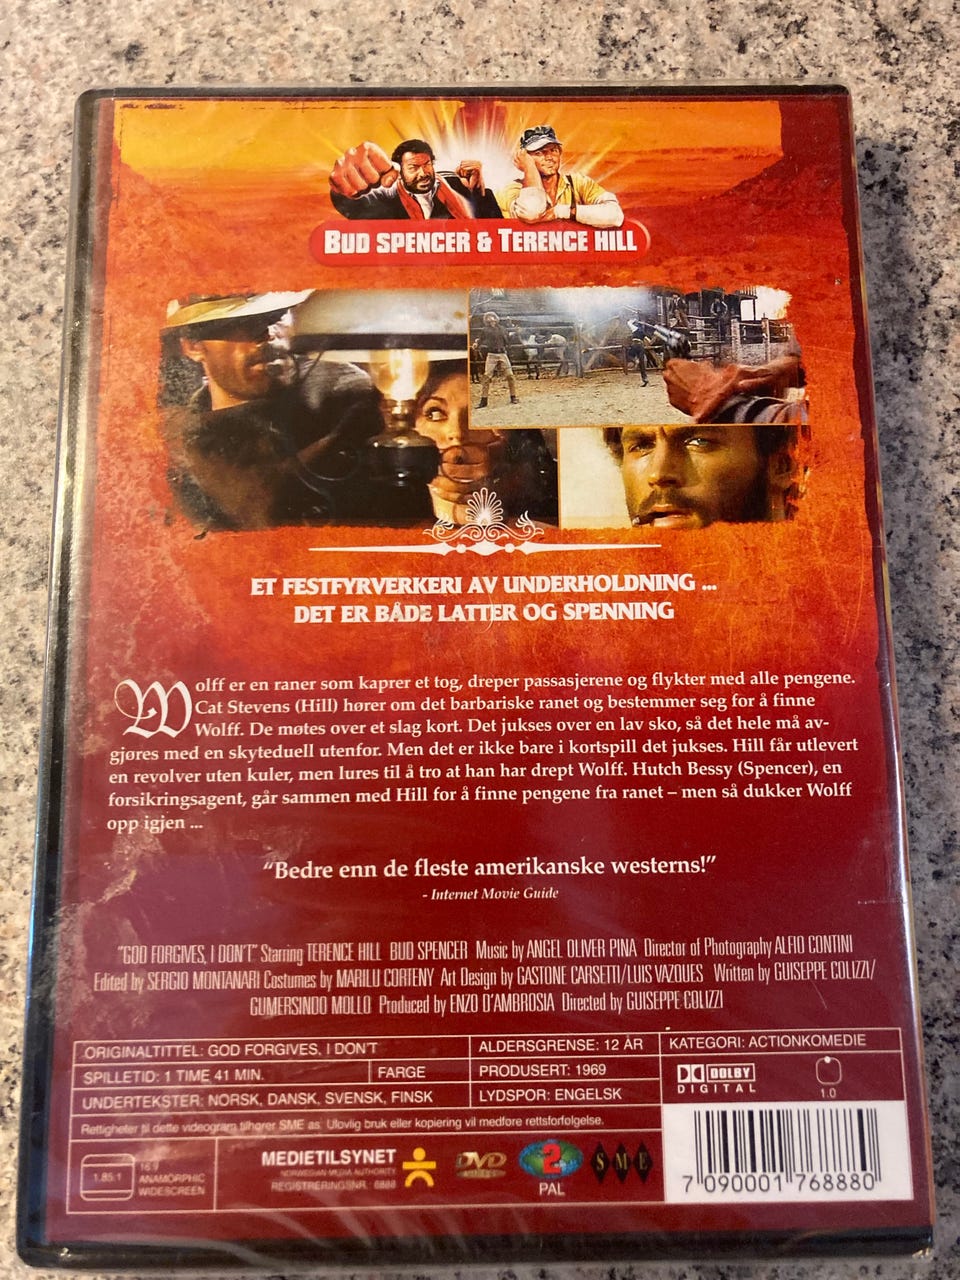 BUD SPENCER & TERENCE HILL
ET FESTFYRVERKERI AV UNDERHOLDNING ...
DET ER BÅDE LATTER OG SPENNING
Wolff er en raner som kaprer et tog, dreper passasjerene og flykter med alle pengene.
Cat Stevens (Hill) hører om det barbariske ranet og bestemmer seg for å finne
Wolff. De møtes over et slag kort. Det jukses over en lav sko, så det hele må av-
gjøres med en skyteduell utenfor. Men det er ikke bare i kortspill det jukses. Hill får utlevert
en revolver uten kuler, men lures til å tro at han har drept Wolff. Hutch Bessy (Spencer), en
forsikringsagent, går sammen med Hill for å finne pengene fra ranet – men så dukker Wolff
opp igjen ...
"Bedre enn de fleste amerikanske westerns!"
- Internet Movie Guide
"GOD FORGIVES, I DON'T" Starring TERENCE HILL BUD SPENCER Music by ANGEL OLIVER PINA Director of Photography ALFIO CONTINI
Edited by SERGIO MONTANARI Costumes by MARILU CORTENY Art Design by GASTONE CARSETTI/LUIS VAZQUES Written by GUISEPPE COLIZZI/
GUMERSINDO MOLLO Produced by ENZO D'AMBROSIA Directed by GUISEPPE COLIZZI
ORIGINALTITTEL: GOD FORGIVES, I DON'T
ALDERSGRENSE: 12 ÅR
KATEGORI: ACTIONKOMEDIE
SPILLETID: 1 TIME 41 MIN.
FARGE
PRODUSERT: 1969
UNDERTEKSTER: NORSK, DANSK, SVENSK, FINSK
LYDSPOR: ENGELSK
DOLBY
DIGITAL
1.0
Rettigheter til dette videogram tilhører SME as. Ulovlig bruk eller kopiering vil medføre rettsforfølgelse.
1.85:1
16:9
ANAMORPHIC
WIDESCREEN
MEDIETILSYNET
NORWEGIAN MEDIA AUTHORITY
REGISTRERINGSNR. 6888
DVD
VIDEO
2
PAL
SME
7 090001 768880